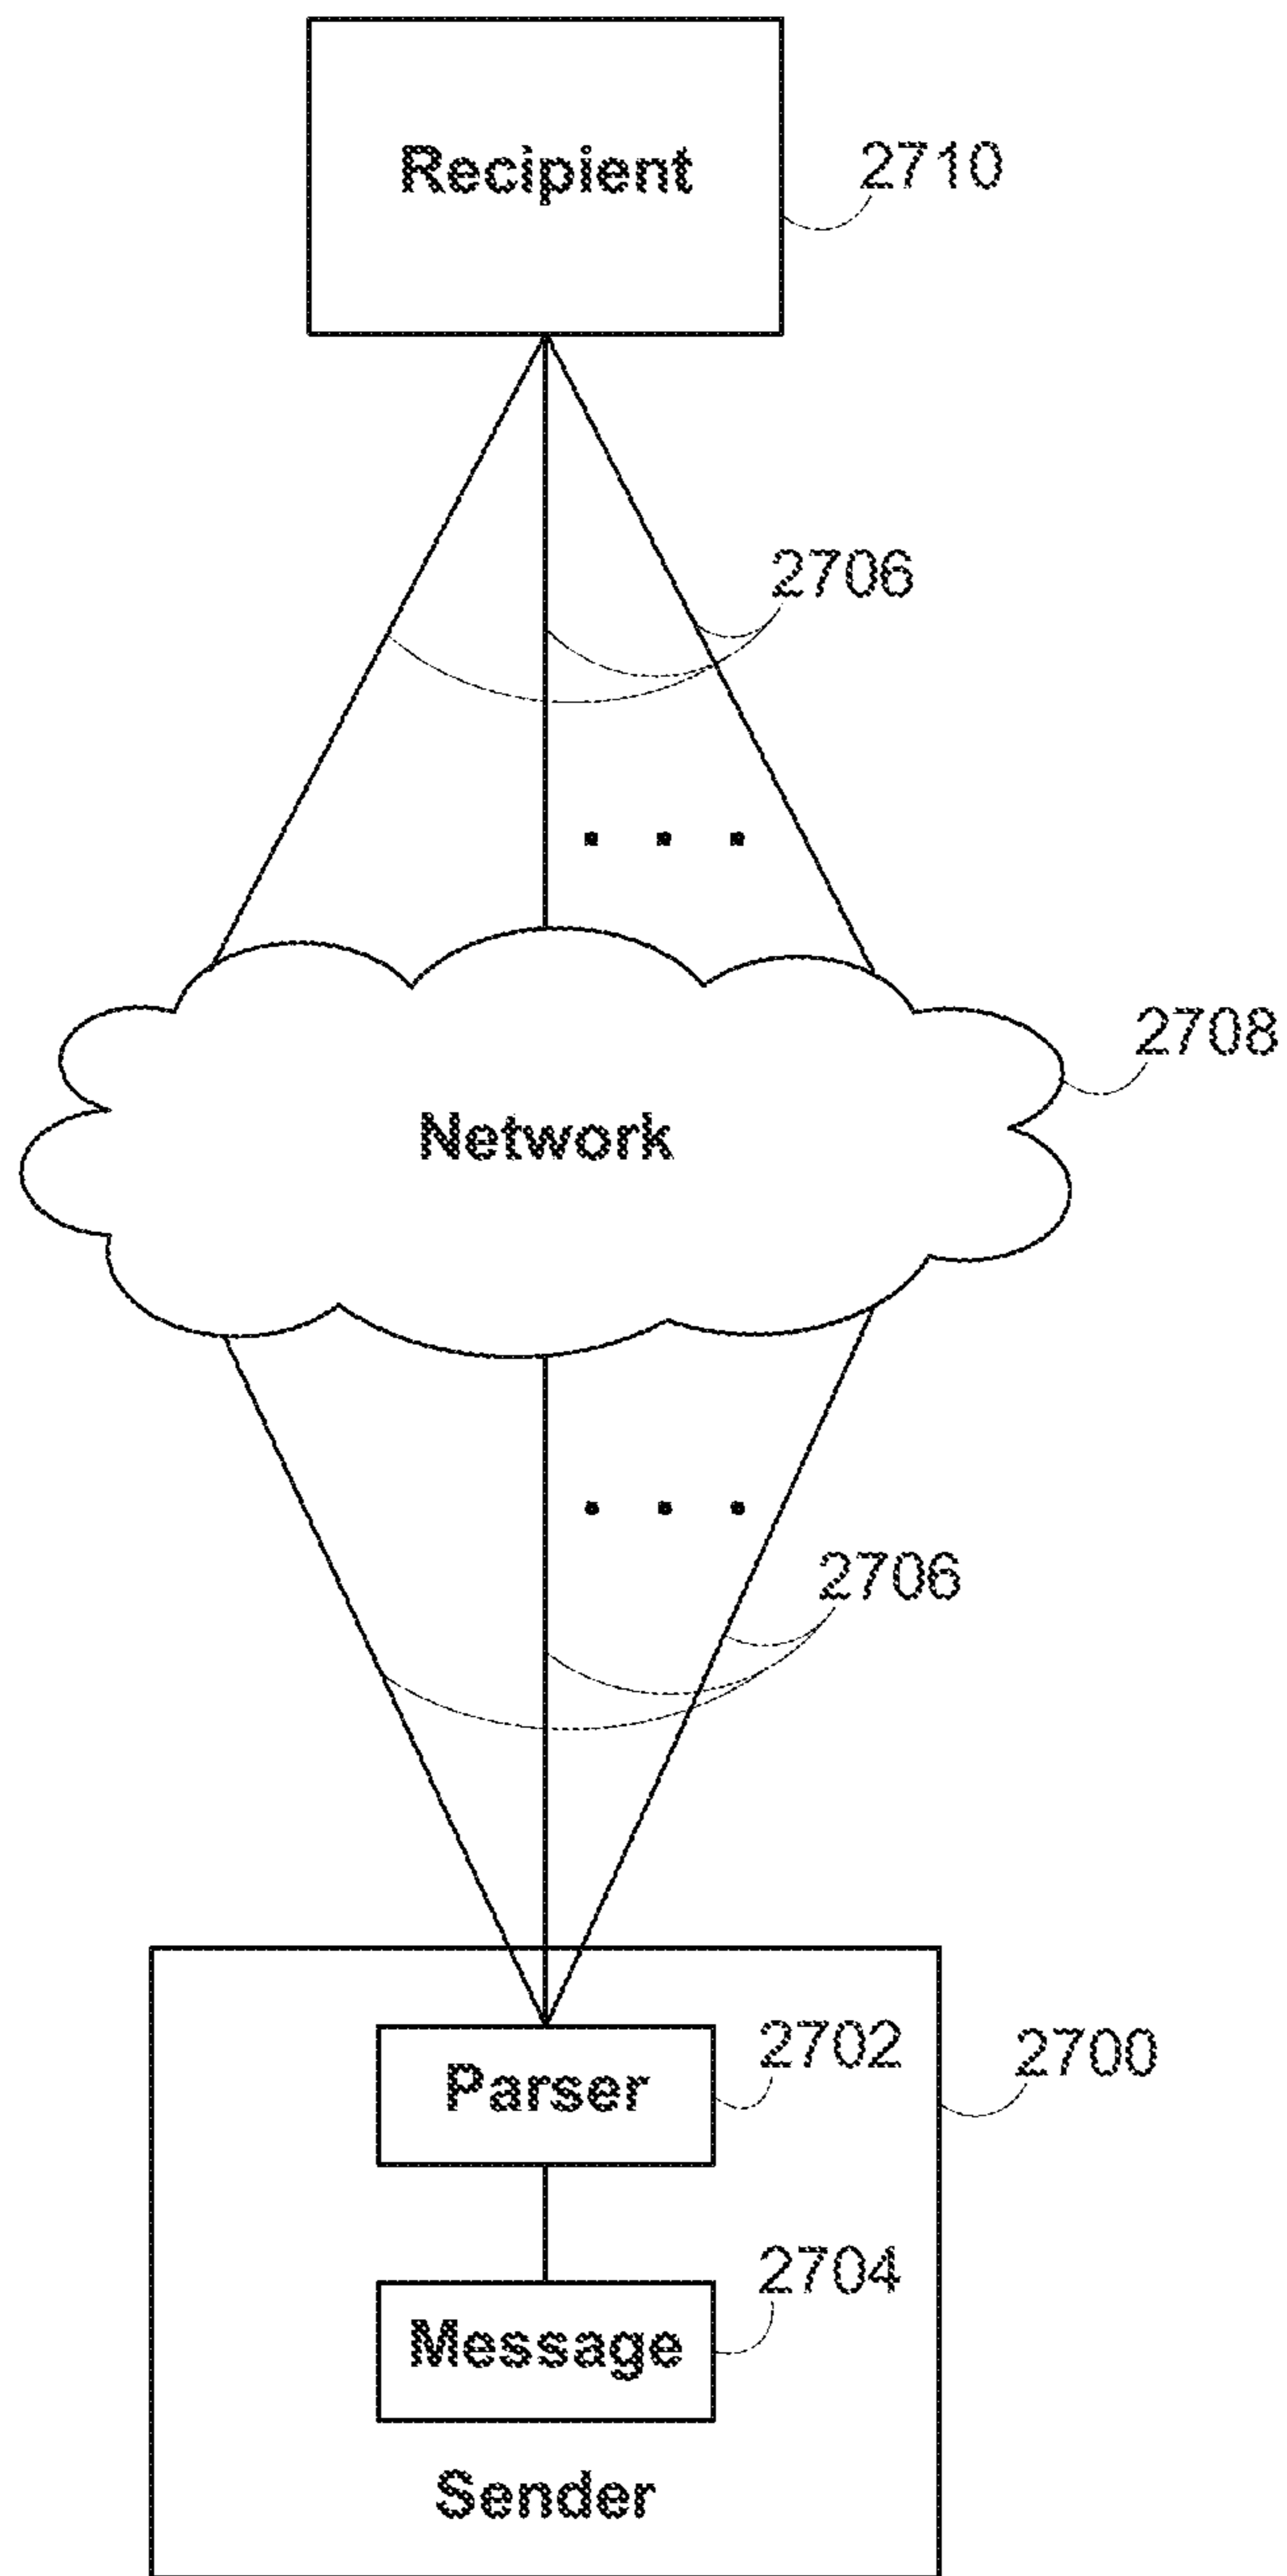 Recipient
2710
2706
2708
Network
2706
Parser
2702
2700
Message
2704
Sender